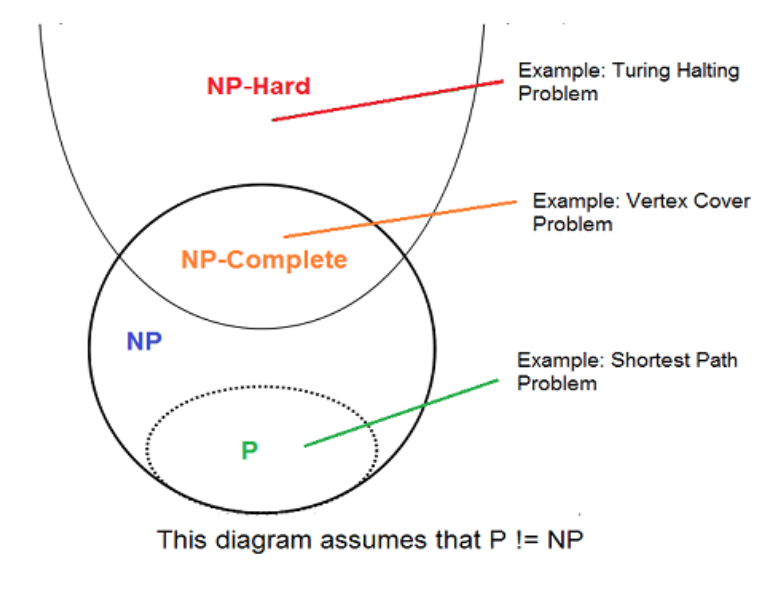 NP-Hard
Example: Turing Halting
Problem
Example: Vertex Cover
Problem
NP-Complete
NP
Example: Shortest Path
Problem
P
This diagram assumes that P != NP